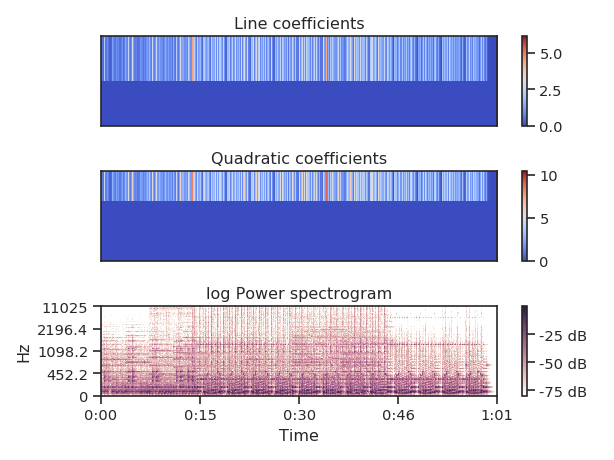 Line coefficients
5.0
2.5
0.0
Quadratic coefficients
10
5
0
log Power spectrogram
11025
2196.4
1098.2
452.2
0
Hz
-25 dB
-50 dB
-75 dB
0:00 0:15 0:30 0:46 1:01
Time